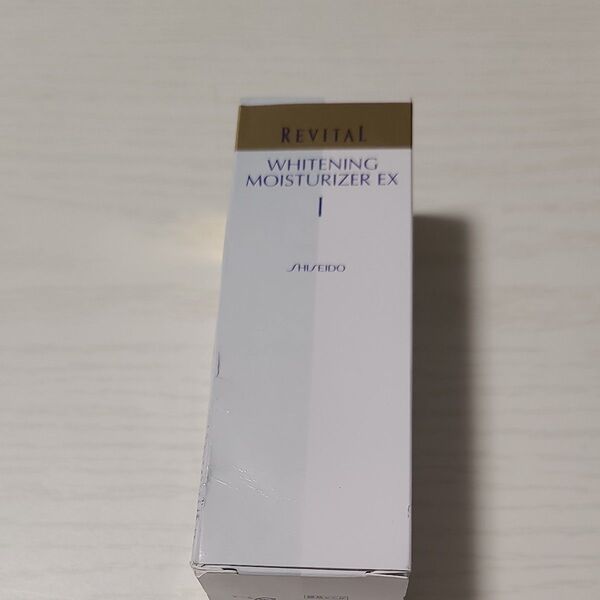 REVITAL
WHITENING
MOISTURIZER EX
I
SHISEIDO